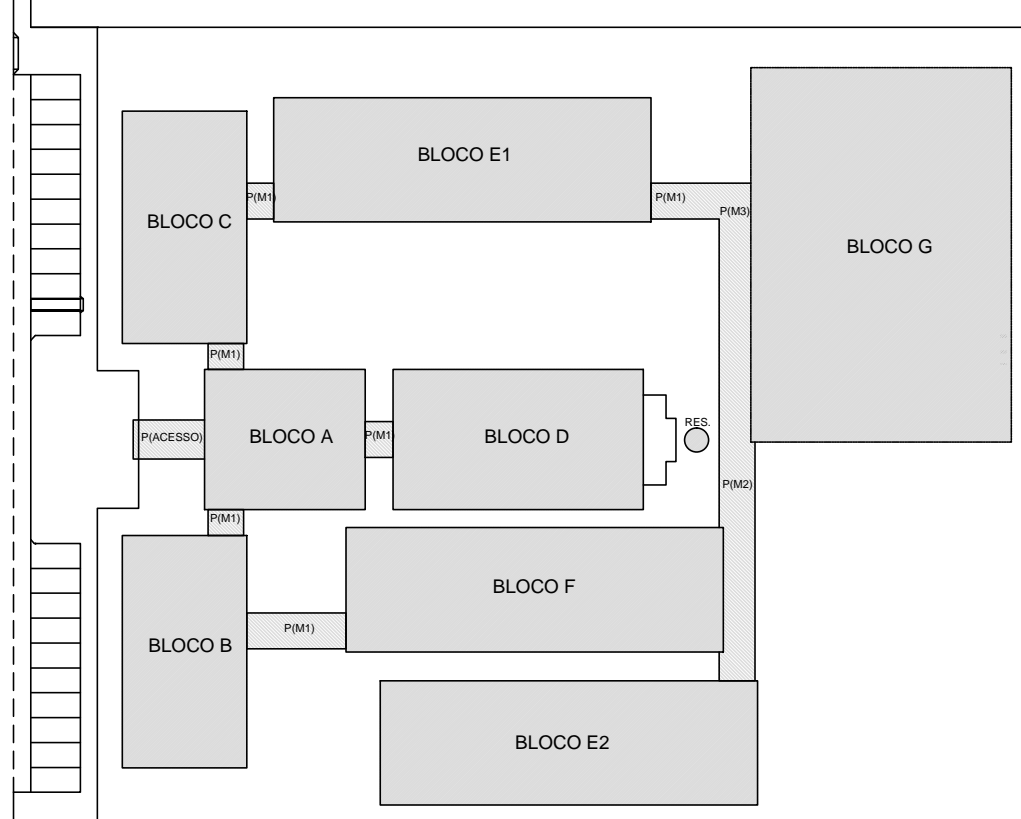 BLOCO E1
P(M1)
P(M1)
P(M3)
BLOCO C
BLOCO G
P(M1)
RES.
P(ACESSO)
BLOCO A
P(M1)
BLOCO D
P(M2)
P(M1)
BLOCO F
P(M1)
BLOCO B
BLOCO E2